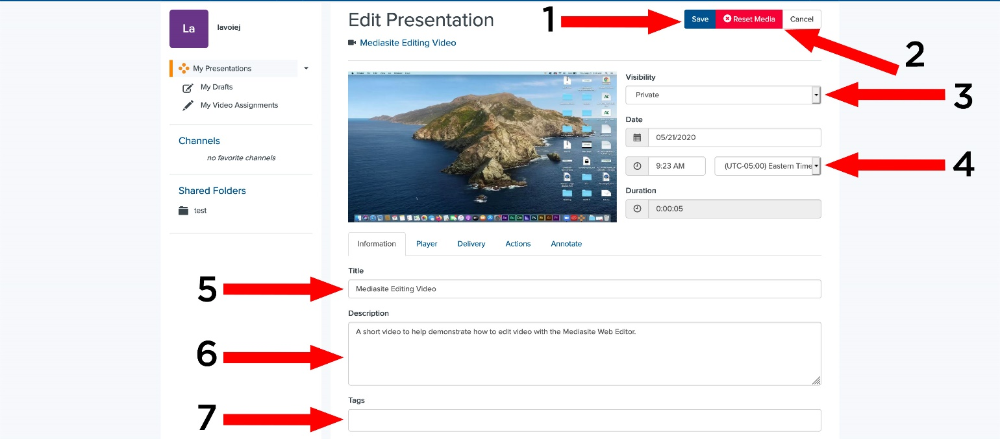 La
lavoiej
My Presentations
My Drafts
My Video Assignments
Channels
no favorite channels
Shared Folders
test
Edit Presentation
1
Save
Reset Media
Cancel
2
Mediasite Editing Video
Visibility
Private
3
Date
05/21/2020
9:23 AM
(UTC-05:00) Eastern Time
4
Duration
0:00:05
Information
Player
Delivery
Actions
Annotate
Title
5
Mediasite Editing Video
Description
6
A short video to help demonstrate how to edit video with the Mediasite Web Editor.
Tags
7